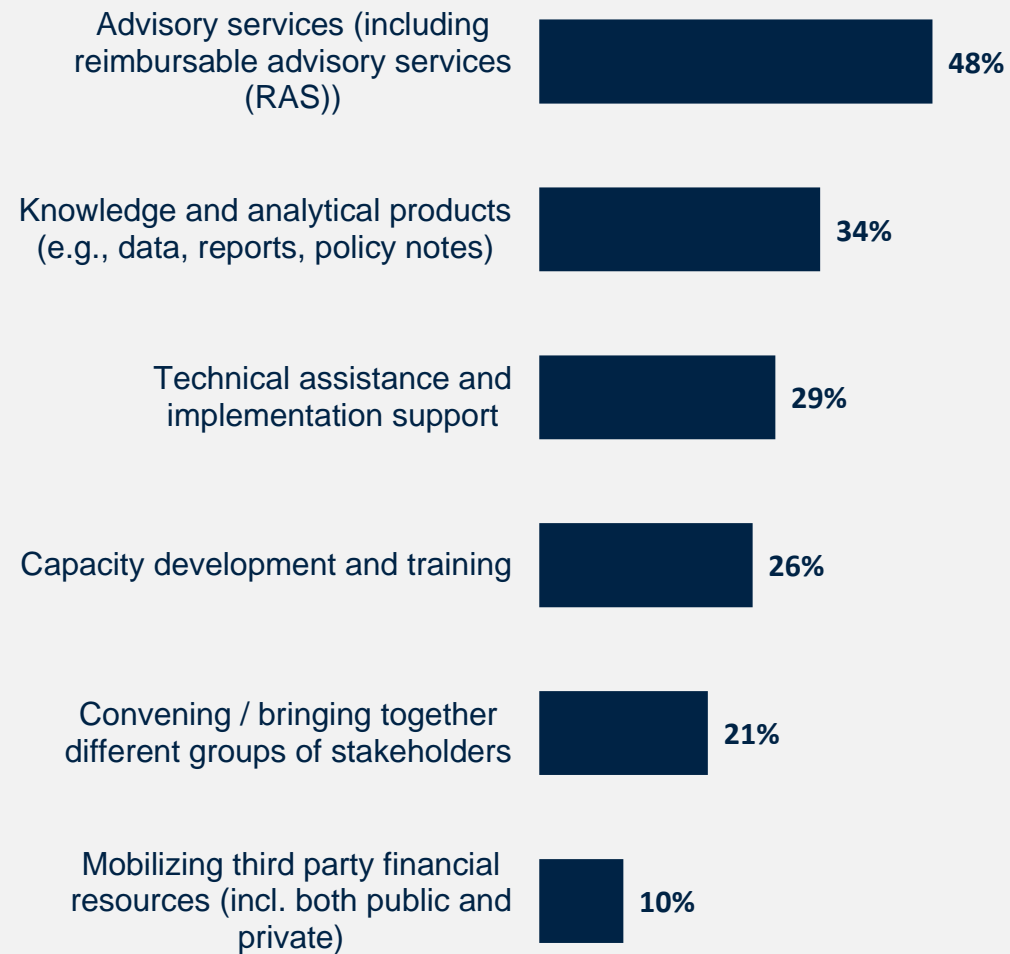 Advisory services (including
reimbursable advisory services
(RAS))
48%
Knowledge and analytical products
(e.g., data, reports, policy notes)
34%
Technical assistance and
implementation support
29%
Capacity development and training
26%
Convening / bringing together
different groups of stakeholders
21%
Mobilizing third party financial
resources (incl. both public and
private)
10%